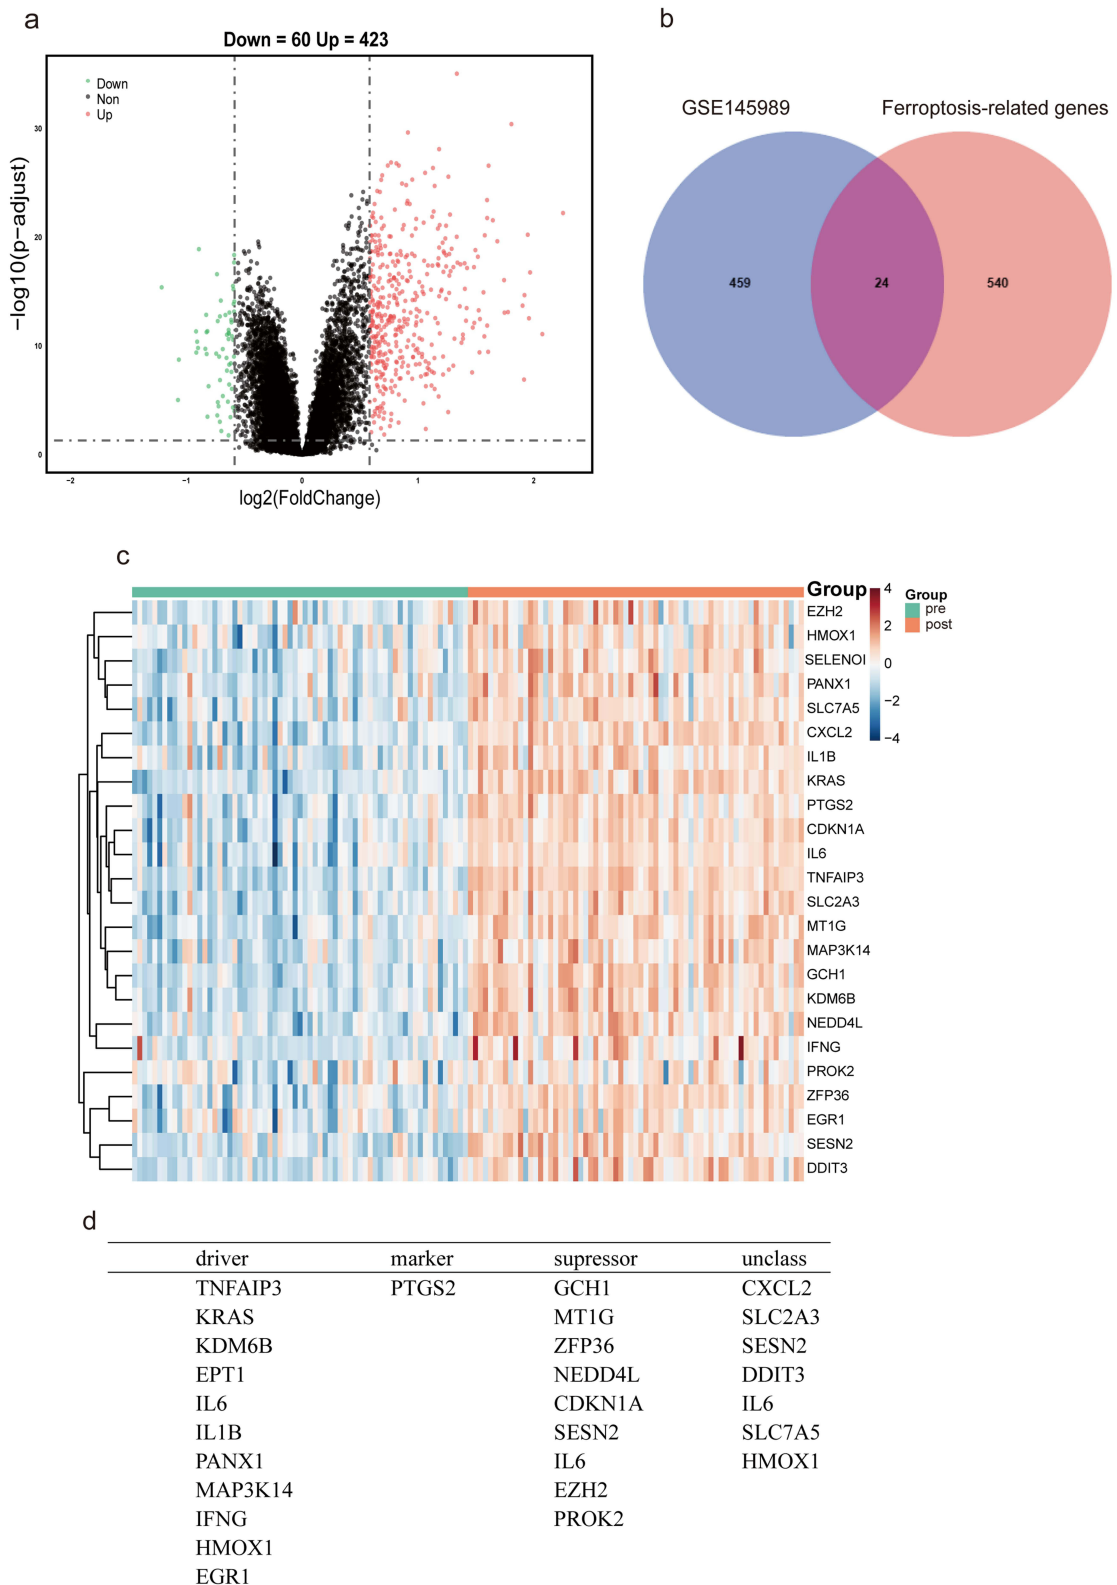 a
Down = 60 Up = 423
Down
Non
Up
−log10(p−adjust)
30
20
10
0
−2
−1
0
1
2
log2(FoldChange)
b
GSE145989
Ferroptosis-related genes
459
24
540
c
Group
4
2
0
−2
−4
Group
pre
post
EZH2
HMOX1
SELENOI
PANX1
SLC7A5
CXCL2
IL1B
KRAS
PTGS2
CDKN1A
IL6
TNFAIP3
SLC2A3
MT1G
MAP3K14
GCH1
KDM6B
NEDD4L
IFNG
PROK2
ZFP36
EGR1
SESN2
DDIT3
d
driver marker supressor unclass
TNFAIP3 PTGS2 GCH1 CXCL2
KRAS MT1G SLC2A3
KDM6B ZFP36 SESN2
EPT1 NEDD4L DDIT3
IL6 CDKN1A IL6
IL1B SESN2 SLC7A5
PANX1 IL6 HMOX1
MAP3K14 EZH2
IFNG PROK2
HMOX1
EGR1